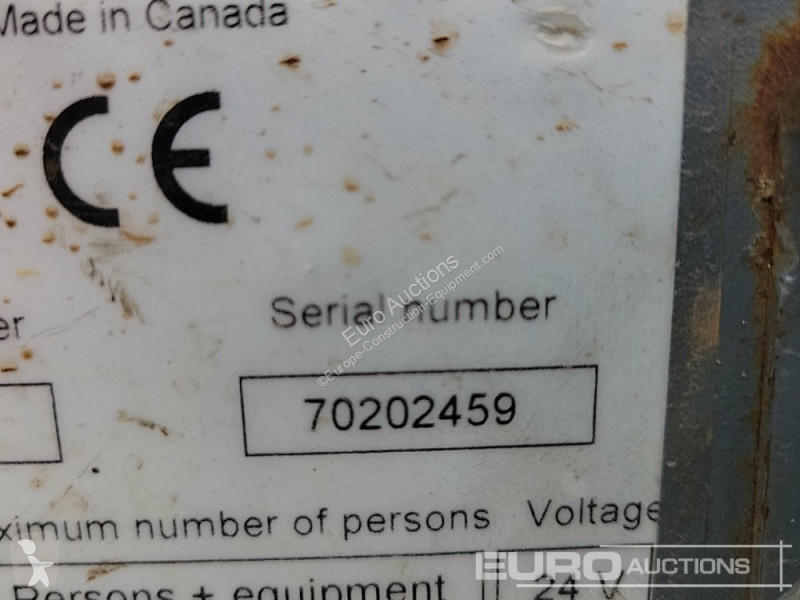 Made in Canada
CE
Serial number
er
70202459
ximum number of persons Voltage
Persons + equipment 24 V
Euro Auctions
©Europe-Construction-Equipment.com
EURO AUCTIONS